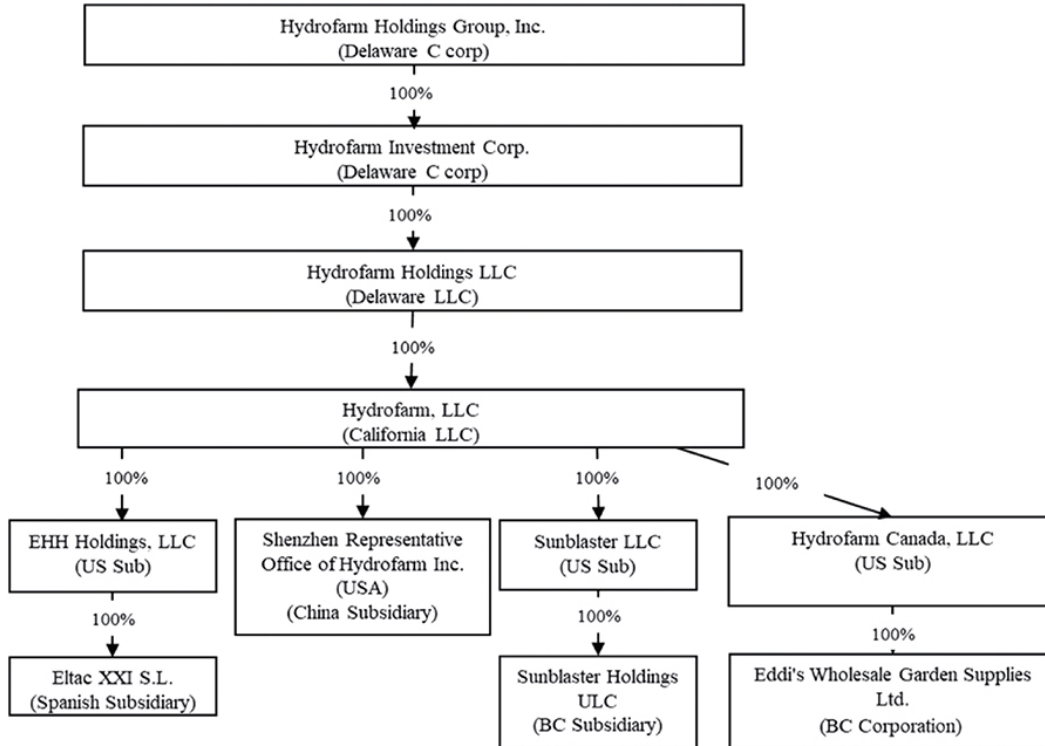 Hydrofarm Holdings Group, Inc.
(Delaware C corp)
100%
Hydrofarm Investment Corp.
(Delaware C corp)
100%
Hydrofarm Holdings LLC
(Delaware LLC)
100%
Hydrofarm, LLC
(California LLC)
100%
100%
100%
100%
EHH Holdings, LLC
(US Sub)
Shenzhen Representative
Office of Hydrofarm Inc.
(USA)
(China Subsidiary)
Sunblaster LLC
(US Sub)
Hydrofarm Canada, LLC
(US Sub)
100%
100%
100%
Eltac XXI S.L.
(Spanish Subsidiary)
Sunblaster Holdings
ULC
(BC Subsidiary)
Eddi's Wholesale Garden Supplies
Ltd.
(BC Corporation)